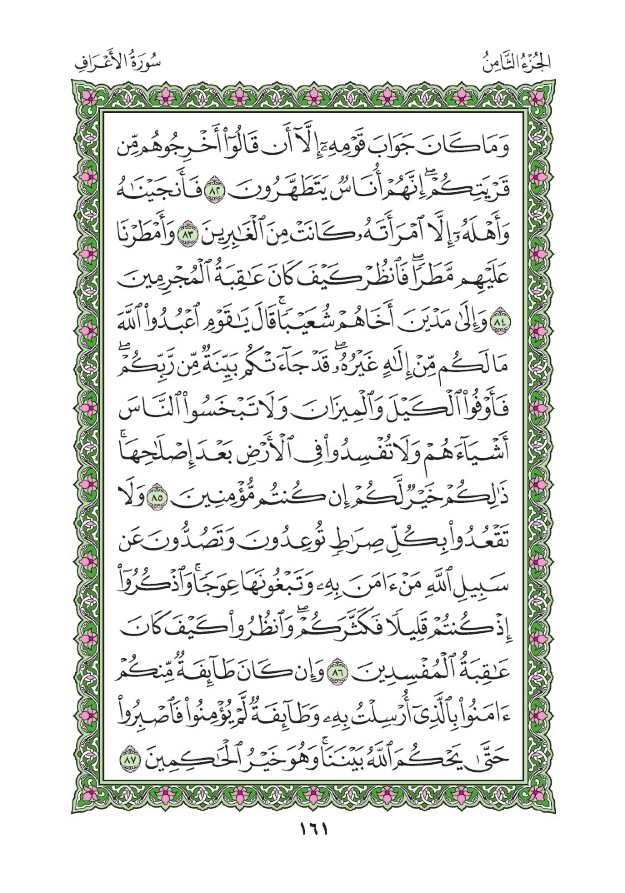 الجُزْءُ الثَّامِنُ
سُورَةُ الأَعْرَافِ
وَمَا كَانَ جَوَابَ قَوْمِهِۦٓ إِلَّآ أَن قَالُوٓاْ أَخْرِجُوهُم مِّن
قَرْيَتِكُمْۖ إِنَّهُمْ أُنَاسٞ يَتَطَهَّرُونَ ٨٢ فَأَنجَيْنَٰهُ
وَأَهْلَهُۥٓ إِلَّا ٱمْرَأَتَهُۥ كَانَتْ مِنَ ٱلْغَٰبِرِينَ ٨٣ وَأَمْطَرْنَا
عَلَيْهِم مَّطَرٗاۖ فَٱنظُرْ كَيْفَ كَانَ عَٰقِبَةُ ٱلْمُجْرِمِينَ
٨٤ وَإِلَىٰ مَدْيَنَ أَخَاهُمْ شُعَيْبٗاۚ قَالَ يَٰقَوْمِ ٱعْبُدُواْ ٱللَّهَ
مَا لَكُم مِّنْ إِلَٰهٍ غَيْرُهُۥۖ قَدْ جَآءَتْكُم بَيِّنَةٞ مِّن رَّبِّكُمْۖ
فَأَوْفُواْ ٱلْكَيْلَ وَٱلْمِيزَانَ وَلَا تَبْخَسُواْ ٱلنَّاسَ
أَشْيَآءَهُمْ وَلَا تُفْسِدُواْ فِى ٱلْأَرْضِ بَعْدَ إِصْلَٰحِهَاۚ
ذَٰلِكُمْ خَيْرٞ لَّكُمْ إِن كُنتُم مُّؤْمِنِينَ ٨٥ وَلَا
تَقْعُدُواْ بِكُلِّ صِرَٰطٖ تُوعِدُونَ وَتَصُدُّونَ عَن
سَبِيلِ ٱللَّهِ مَنْ ءَامَنَ بِهِۦ وَتَبْغُونَهَا عِوَجٗاۚ وَٱذْكُرُوٓاْ
إِذْ كُنتُمْ قَلِيلٗا فَكَثَّرَكُمْۖ وَٱنظُرُواْ كَيْفَ كَانَ
عَٰقِبَةُ ٱلْمُفْسِدِينَ ٨٦ وَإِن كَانَ طَآئِفَةٞ مِّنكُمْ
ءَامَنُواْ بِٱلَّذِىٓ أُرْسِلْتُ بِهِۦ وَطَآئِفَةٞ لَّمْ يُؤْمِنُواْ فَٱصْبِرُواْ
حَتَّىٰ يَحْكُمَ ٱللَّهُ بَيْنَنَاۚ وَهُوَ خَيْرُ ٱلْحَٰكِمِينَ ٨٧
١٦١